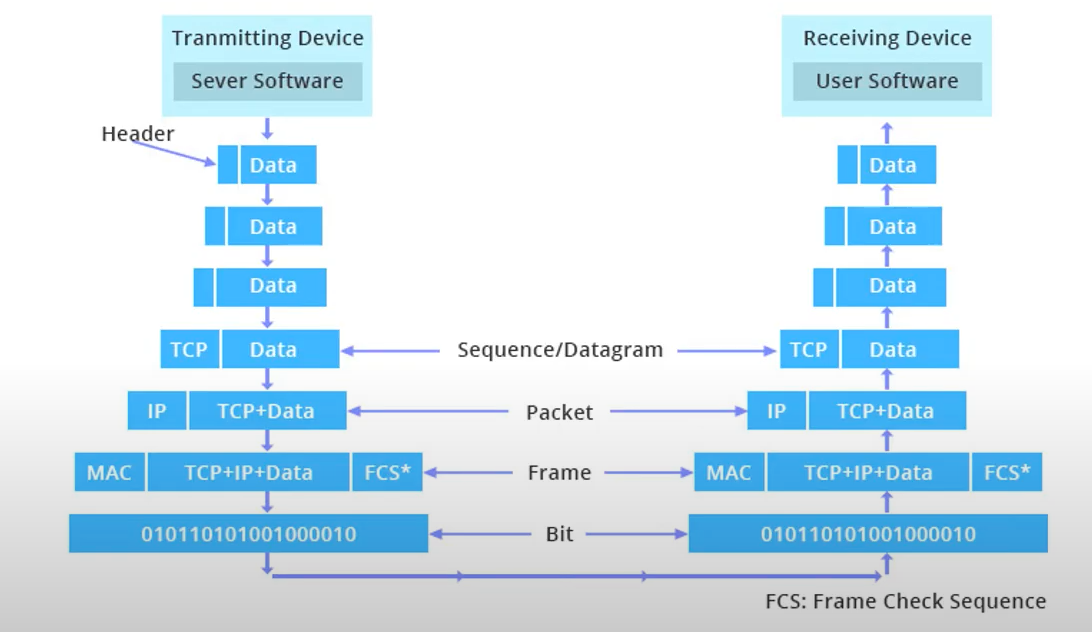 Tranmitting Device
Receiving Device
Sever Software
User Software
Header
Data
Data
Data
Data
Data
Data
TCP Data
Sequence/Datagram
TCP Data
IP TCP+Data
Packet
IP TCP+Data
MAC TCP+IP+Data FCS*
Frame
MAC TCP+IP+Data FCS*
010110101001000010
Bit
010110101001000010
FCS: Frame Check Sequence